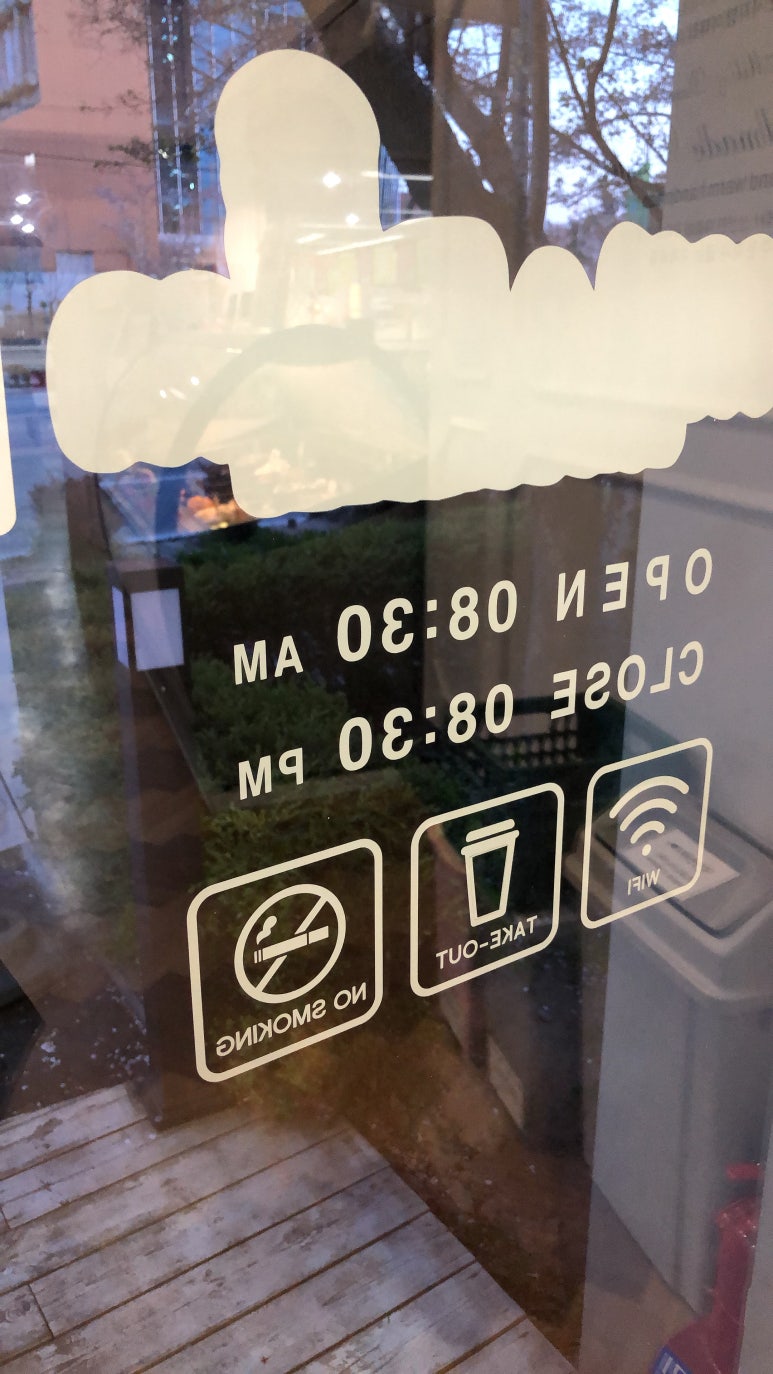 OPEN 08:30 AM
CLOSE 08:30 PM
WIFI
TAKE-OUT
NO SMOKING